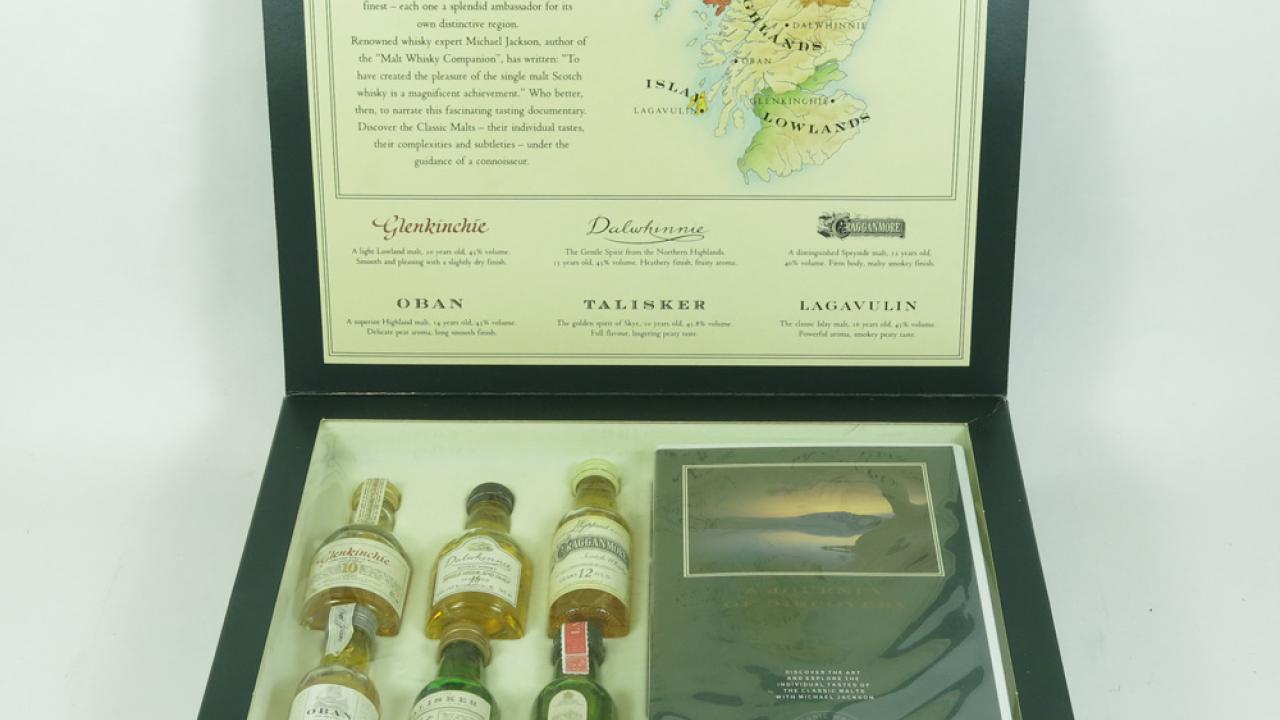 finest – each one a splendid ambassador for its
own distinctive region.
Renowned whisky expert Michael Jackson, author of
the "Malt Whisky Companion", has written: "To
have created the pleasure of the single malt Scotch
whisky is a magnificent achievement." Who better,
then, to narrate this fascinating tasting documentary.
Discover the Classic Malts – their individual tastes,
their complexities and subtleties – under the
guidance of a connoisseur.
HIGHLANDS
DALWHINNIE
OBAN
ISLAY
LAGAVULIN
GLENKINCHIE
LOWLANDS
Glenkinchie
A light Lowland malt, 10 years old, 43% volume.
Smooth and pleasing with a slightly dry finish.
Dalwhinnie
The Gentle Spirit from the Northern Highlands.
15 years old, 43% volume. Heathery finish, fruity aroma.
CRAGGANMORE
A distinguished Speyside malt, 12 years old,
40% volume. Firm body, malty smokey finish.
OBAN
A superior Highland malt, 14 years old, 43% volume.
Delicate peat aroma, long smooth finish.
TALISKER
The golden spirit of Skye, 10 years old, 45.8% volume.
Full flavour, lingering peaty taste.
LAGAVULIN
The classic Islay malt, 16 years old, 43% volume.
Powerful aroma, smokey peaty taste.
Glenkinchie
10
Dalwhinnie
15
Highland
CRAGGANMORE
YEARS 12 OLD
OBAN
TALISKER
A JOURNEY
OF DISCOVERY
DISCOVER THE ART
AND EXPLORE THE
INDIVIDUAL TASTES OF
THE CLASSIC MALTS
WITH MICHAEL JACKSON